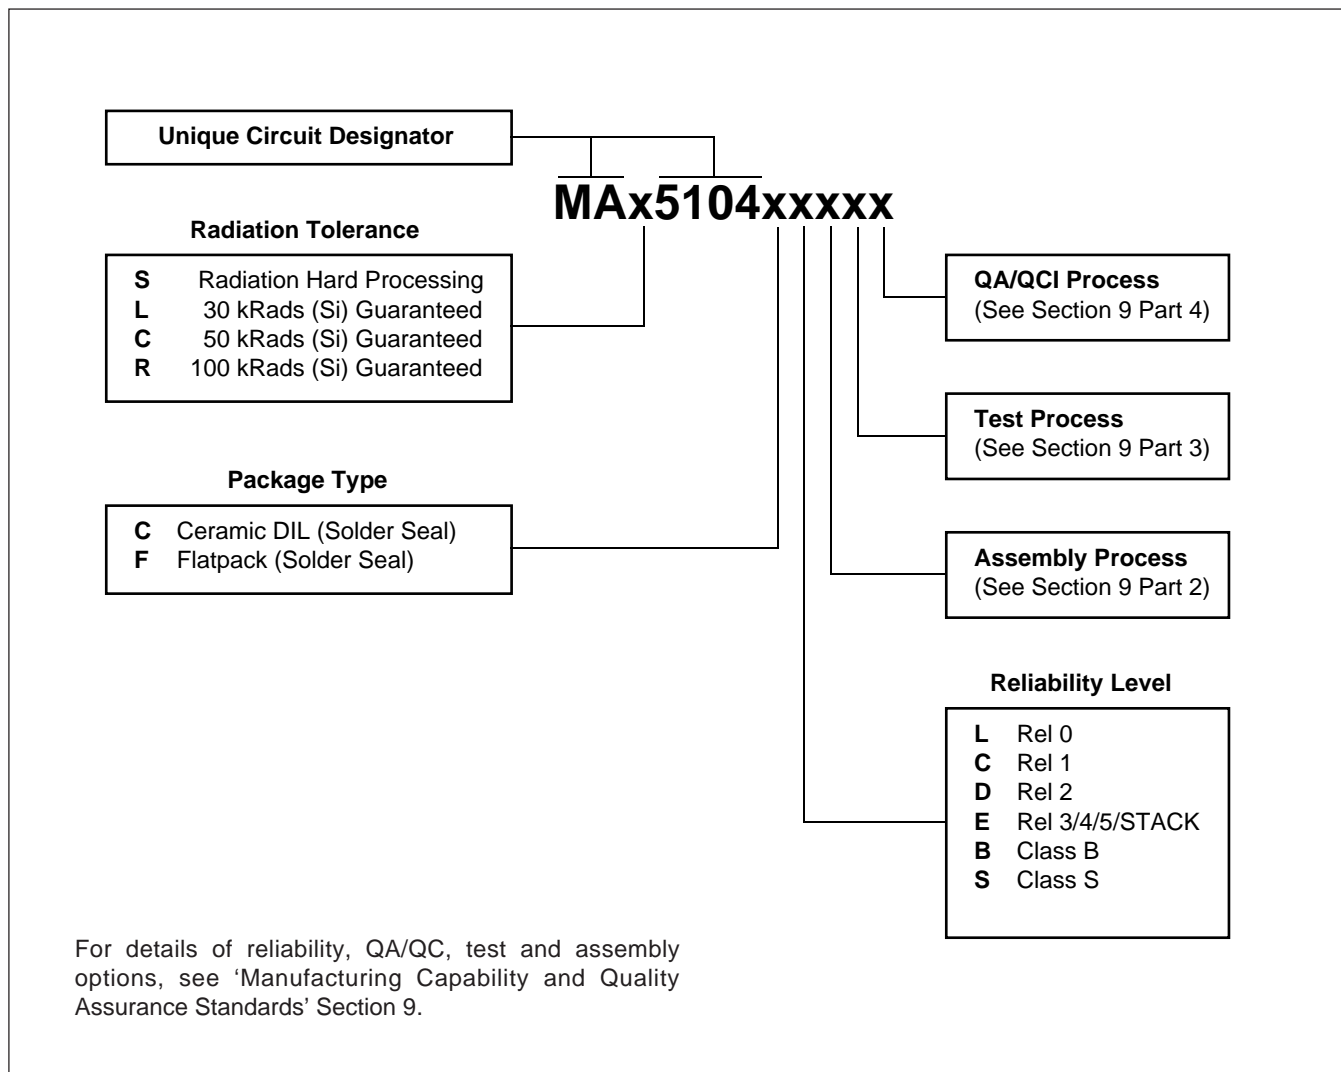 Unique Circuit Designator
MAx5104xxxxx
Radiation Tolerance
S Radiation Hard Processing
L 30 kRads (Si) Guaranteed
C 50 kRads (Si) Guaranteed
R 100 kRads (Si) Guaranteed
Package Type
C Ceramic DIL (Solder Seal)
F Flatpack (Solder Seal)
QA/QCI Process
(See Section 9 Part 4)
Test Process
(See Section 9 Part 3)
Assembly Process
(See Section 9 Part 2)
Reliability Level
L Rel 0
C Rel 1
D Rel 2
E Rel 3/4/5/STACK
B Class B
S Class S
For details of reliability, QA/QC, test and assembly
options, see ‘Manufacturing Capability and Quality
Assurance Standards’ Section 9.